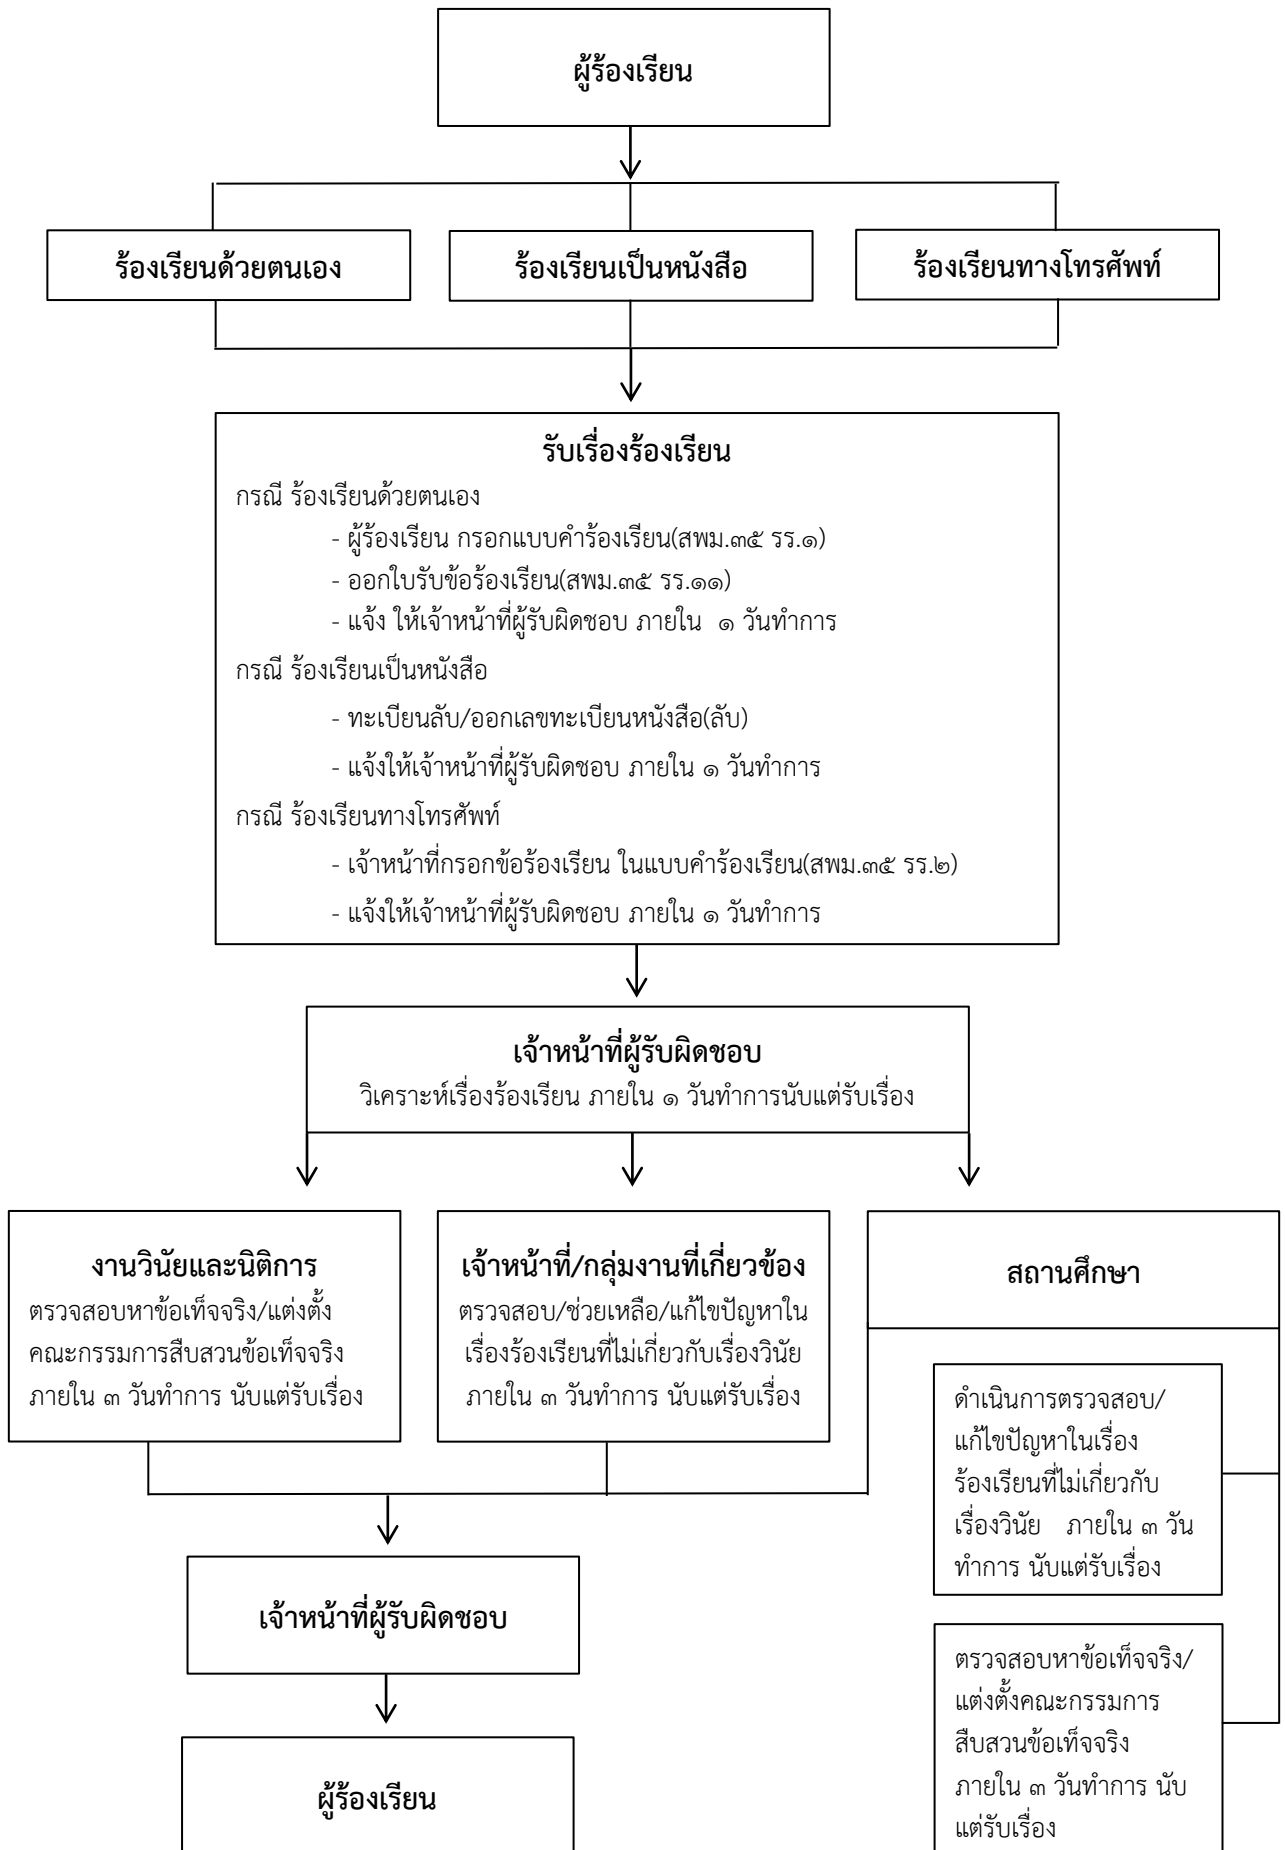 ผู้ร้องเรียน
ร้องเรียนด้วยตนเอง
ร้องเรียนเป็นหนังสือ
ร้องเรียนทางโทรศัพท์
รับเรื่องร้องเรียน
กรณี ร้องเรียนด้วยตนเอง
- ผู้ร้องเรียน กรอกแบบคำร้องเรียน(สพม.๓๕ รร.๑)
- ออกใบรับข้อร้องเรียน(สพม.๓๕ รร.๑๑)
- แจ้ง ให้เจ้าหน้าที่ผู้รับผิดชอบ ภายใน ๑ วันทำการ
กรณี ร้องเรียนเป็นหนังสือ
- ทะเบียนลับ/ออกเลขทะเบียนหนังสือ(ลับ)
- แจ้งให้เจ้าหน้าที่ผู้รับผิดชอบ ภายใน ๑ วันทำการ
กรณี ร้องเรียนทางโทรศัพท์
- เจ้าหน้าที่กรอกข้อร้องเรียน ในแบบคำร้องเรียน(สพม.๓๕ รร.๒)
- แจ้งให้เจ้าหน้าที่ผู้รับผิดชอบ ภายใน ๑ วันทำการ
เจ้าหน้าที่ผู้รับผิดชอบ
วิเคราะห์เรื่องร้องเรียน ภายใน ๑ วันทำการนับแต่รับเรื่อง
งานวินัยและนิติการ
ตรวจสอบหาข้อเท็จจริง/แต่งตั้ง
คณะกรรมการสืบสวนข้อเท็จจริง
ภายใน ๓ วันทำการ นับแต่รับเรื่อง
เจ้าหน้าที่/กลุ่มงานที่เกี่ยวข้อง
ตรวจสอบ/ช่วยเหลือ/แก้ไขปัญหาใน
เรื่องร้องเรียนที่ไม่เกี่ยวกับเรื่องวินัย
ภายใน ๓ วันทำการ นับแต่รับเรื่อง
สถานศึกษา
ดำเนินการตรวจสอบ/
แก้ไขปัญหาในเรื่อง
ร้องเรียนที่ไม่เกี่ยวกับ
เรื่องวินัย ภายใน ๓ วัน
ทำการ นับแต่รับเรื่อง
ตรวจสอบหาข้อเท็จจริง/
แต่งตั้งคณะกรรมการ
สืบสวนข้อเท็จจริง
ภายใน ๓ วันทำการ นับ
แต่รับเรื่อง
เจ้าหน้าที่ผู้รับผิดชอบ
ผู้ร้องเรียน